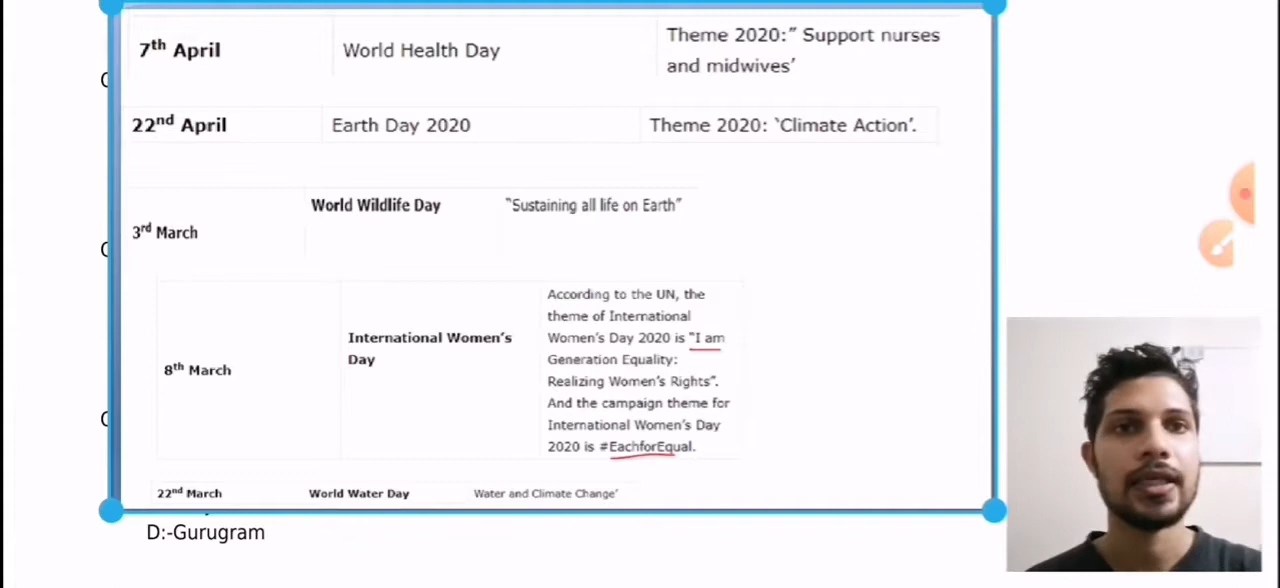 7th April World Health Day Theme 2020:” Support nurses
and midwives’
22nd April Earth Day 2020 Theme 2020: ‘Climate Action’.
World Wildlife Day “Sustaining all life on Earth”
3rd March
According to the UN, the
theme of International
International Women’s Women’s Day 2020 is “I am
Day Generation Equality:
8th March Realizing Women’s Rights”.
And the campaign theme for
International Women’s Day
2020 is #EachforEqual.
22nd March World Water Day Water and Climate Change’
D:-Gurugram